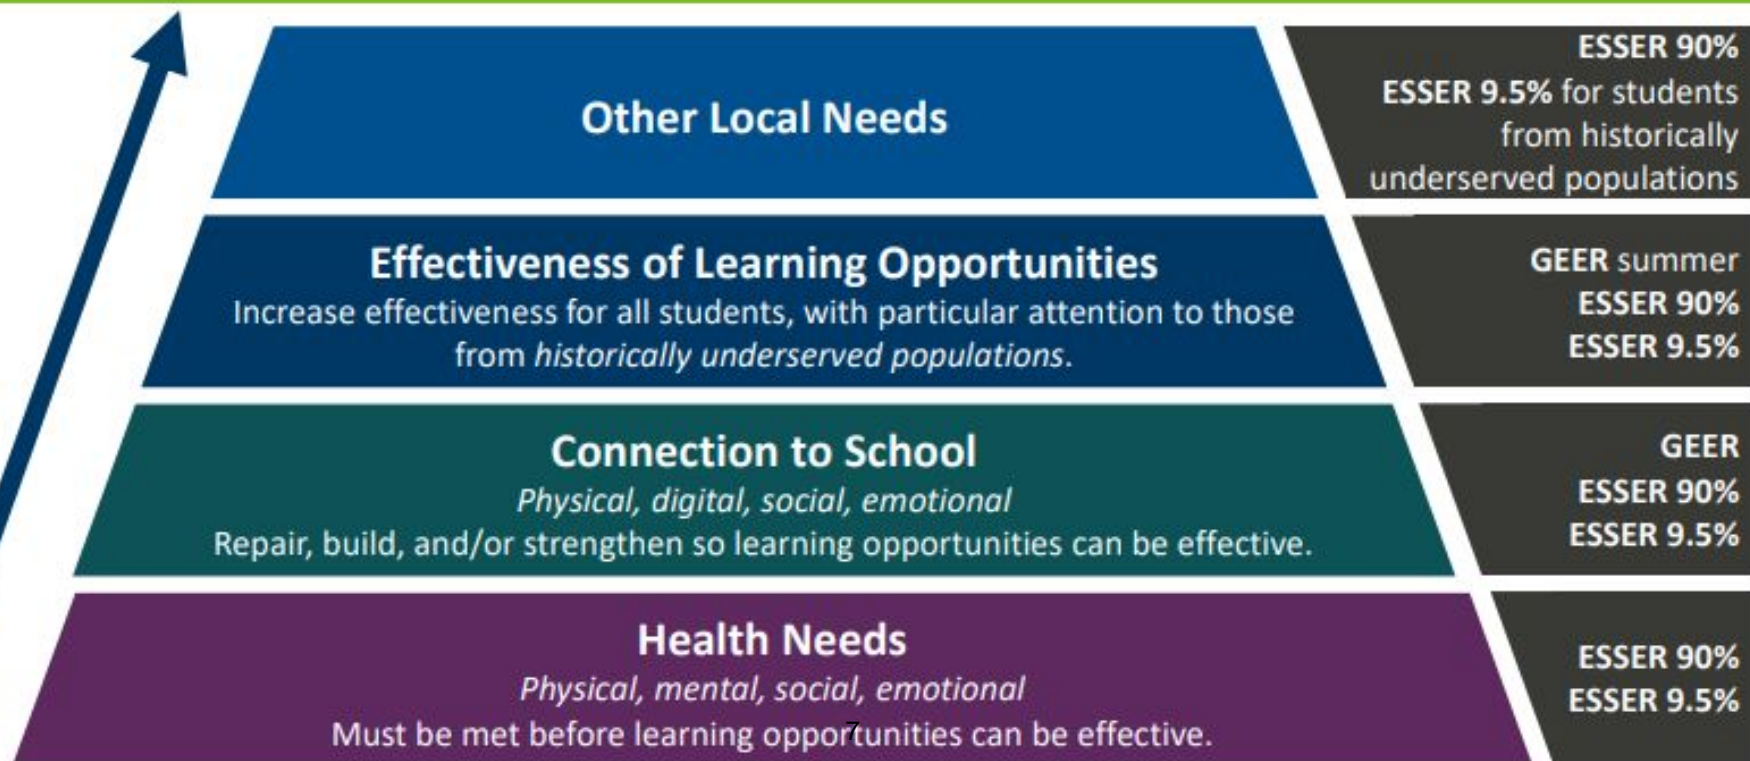 Other Local Needs
ESSER 90%
ESSER 9.5% for students
from historically
underserved populations
Effectiveness of Learning Opportunities
Increase effectiveness for all students, with particular attention to those
from historically underserved populations.
GEER summer
ESSER 90%
ESSER 9.5%
Connection to School
Physical, digital, social, emotional
Repair, build, and/or strengthen so learning opportunities can be effective.
GEER
ESSER 90%
ESSER 9.5%
Health Needs
Physical, mental, social, emotional
Must be met before learning opportunities can be effective.
ESSER 90%
ESSER 9.5%
7